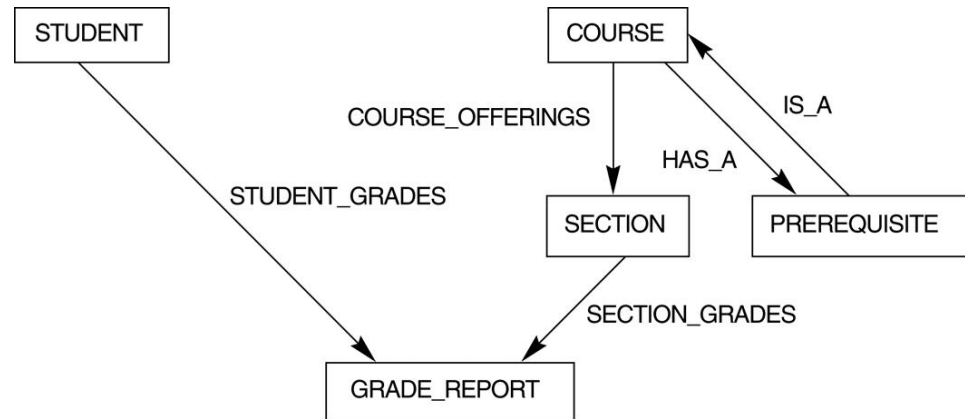 STUDENT
COURSE
IS_A
COURSE_OFFERINGS
HAS_A
STUDENT_GRADES
SECTION
PREREQUISITE
SECTION_GRADES
GRADE_REPORT